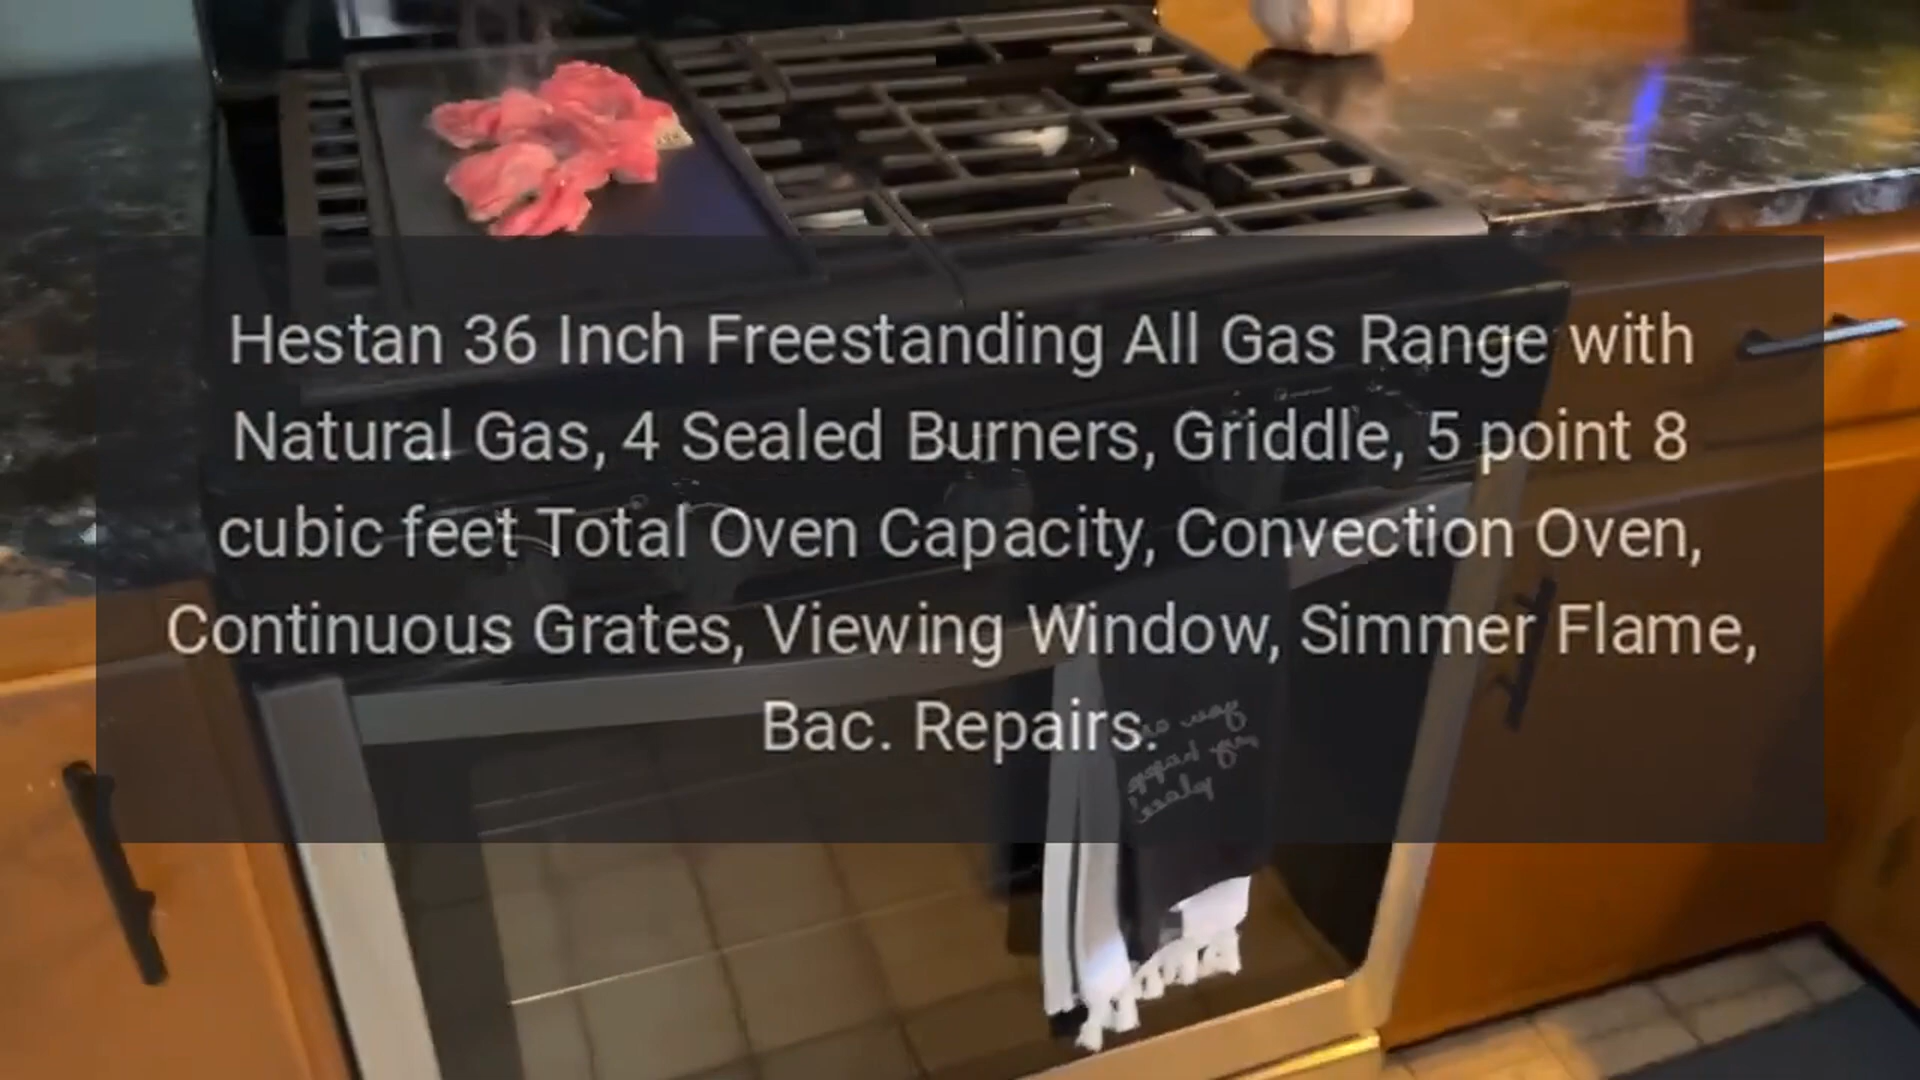 Hestan 36 Inch Freestanding All Gas Range with
Natural Gas, 4 Sealed Burners, Griddle, 5 point 8
cubic feet Total Oven Capacity, Convection Oven,
Continuous Grates, Viewing Window, Simmer Flame,
Bac. Repairs.